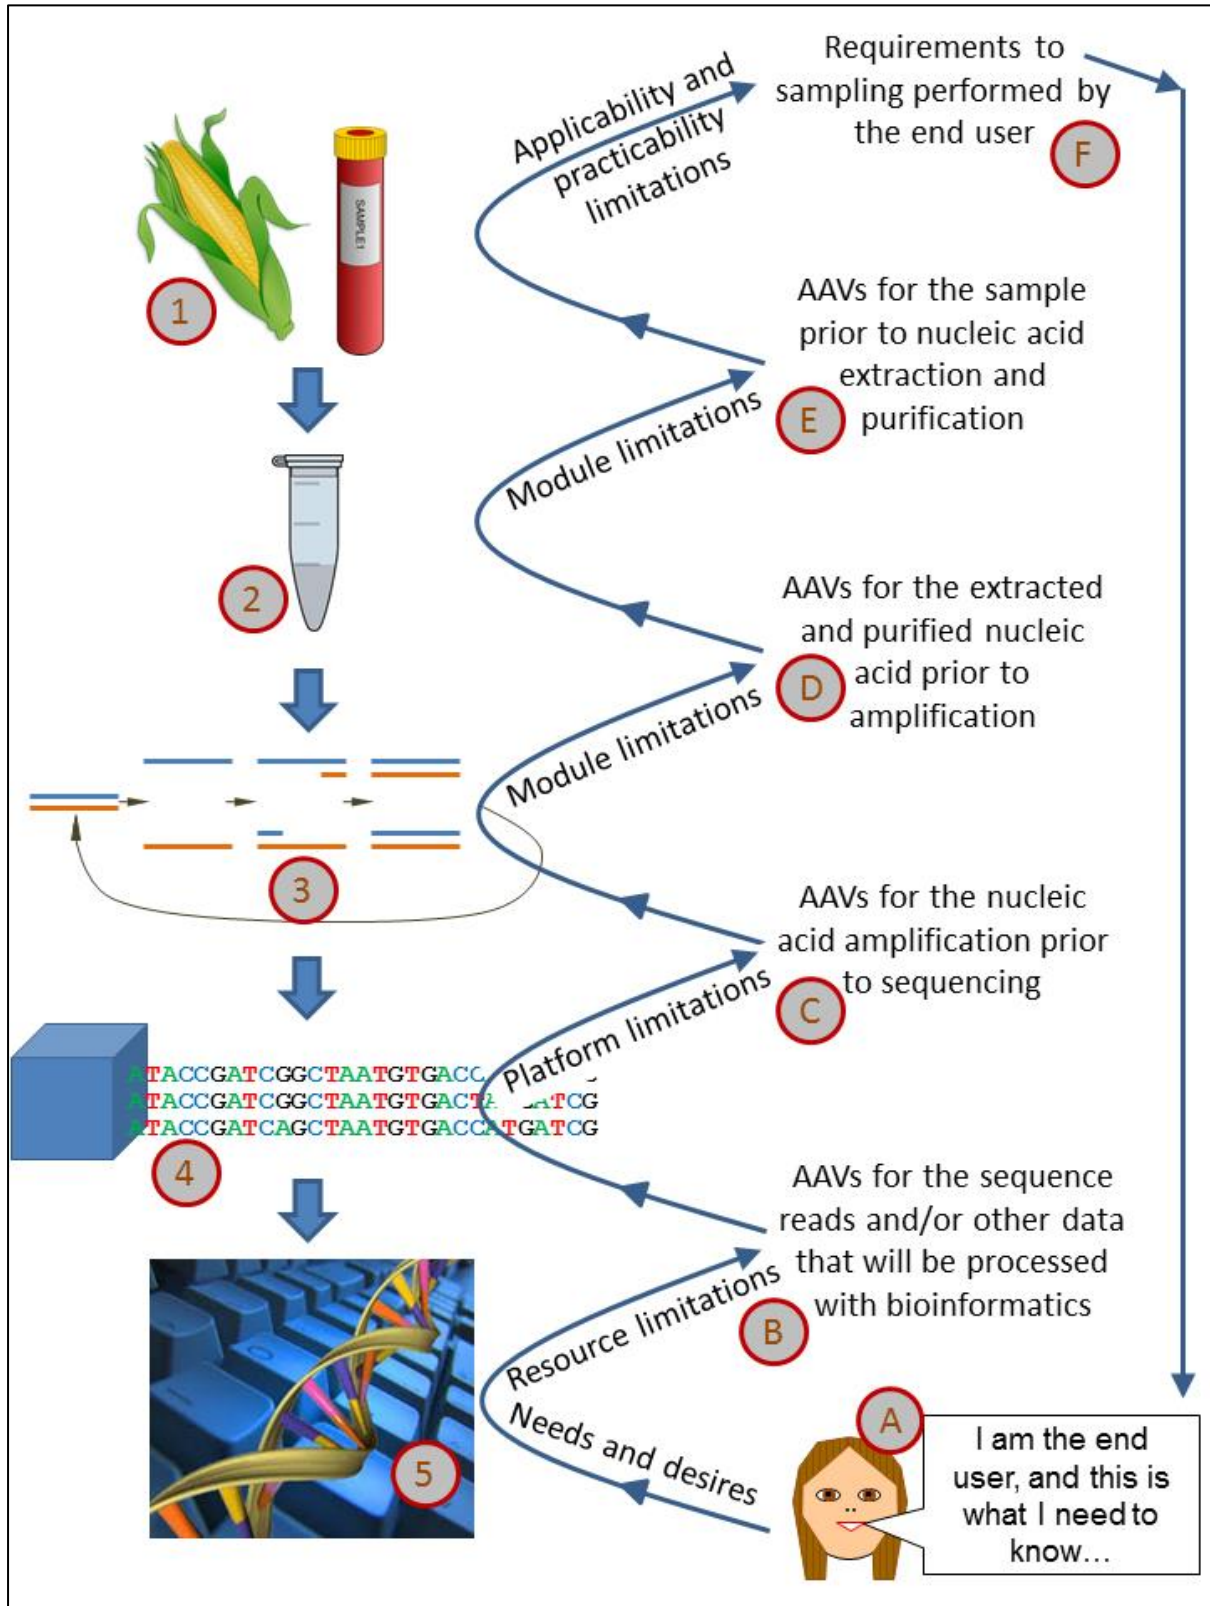 Applicability and
practicability
limitations
Requirements to
sampling performed by
the end user
F
SAMPLE1
1
AAVs for the sample
prior to nucleic acid
extraction and
purification
E
Module limitations
2
AAVs for the extracted
and purified nucleic
acid prior to
amplification
D
Module limitations
3
AAVs for the nucleic
acid amplification prior
to sequencing
C
Platform limitations
ATACCGATCGGCTAATGTGACC
ATACCGATCGGCTAATGTGACTA GATCG
ATACCGATCAGCTAATGTGACCATGATCG
4
AAVs for the sequence
reads and/or other data
that will be processed
with bioinformatics
B
Resource limitations
Needs and desires
5
A
I am the end
user, and this is
what I need to
know...